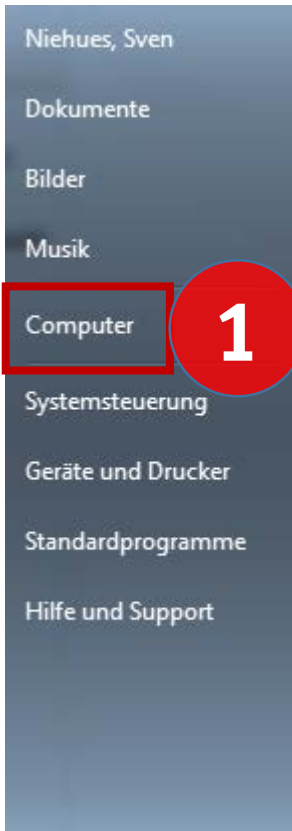 Niehues, Sven
Dokumente
Bilder
Musik
Computer
1
Systemsteuerung
Geräte und Drucker
Standardprogramme
Hilfe und Support